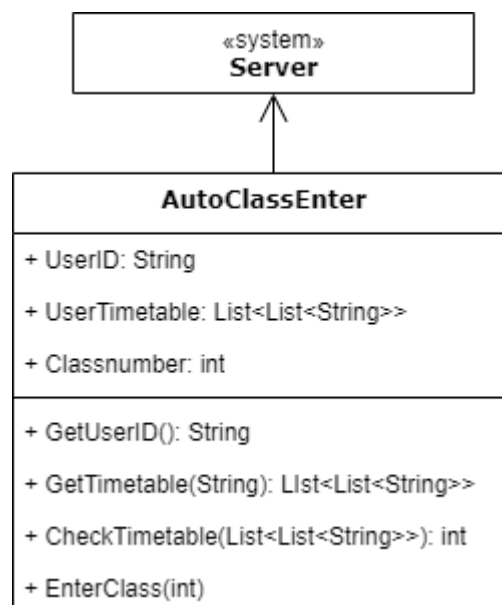 «system»
Server
AutoClassEnter
+ UserID: String
+ UserTimetable: List<List<String>>
+ Classnumber: int
+ GetUserID(): String
+ GetTimetable(String): LIst<List<String>>
+ CheckTimetable(List<List<String>>): int
+ EnterClass(int)